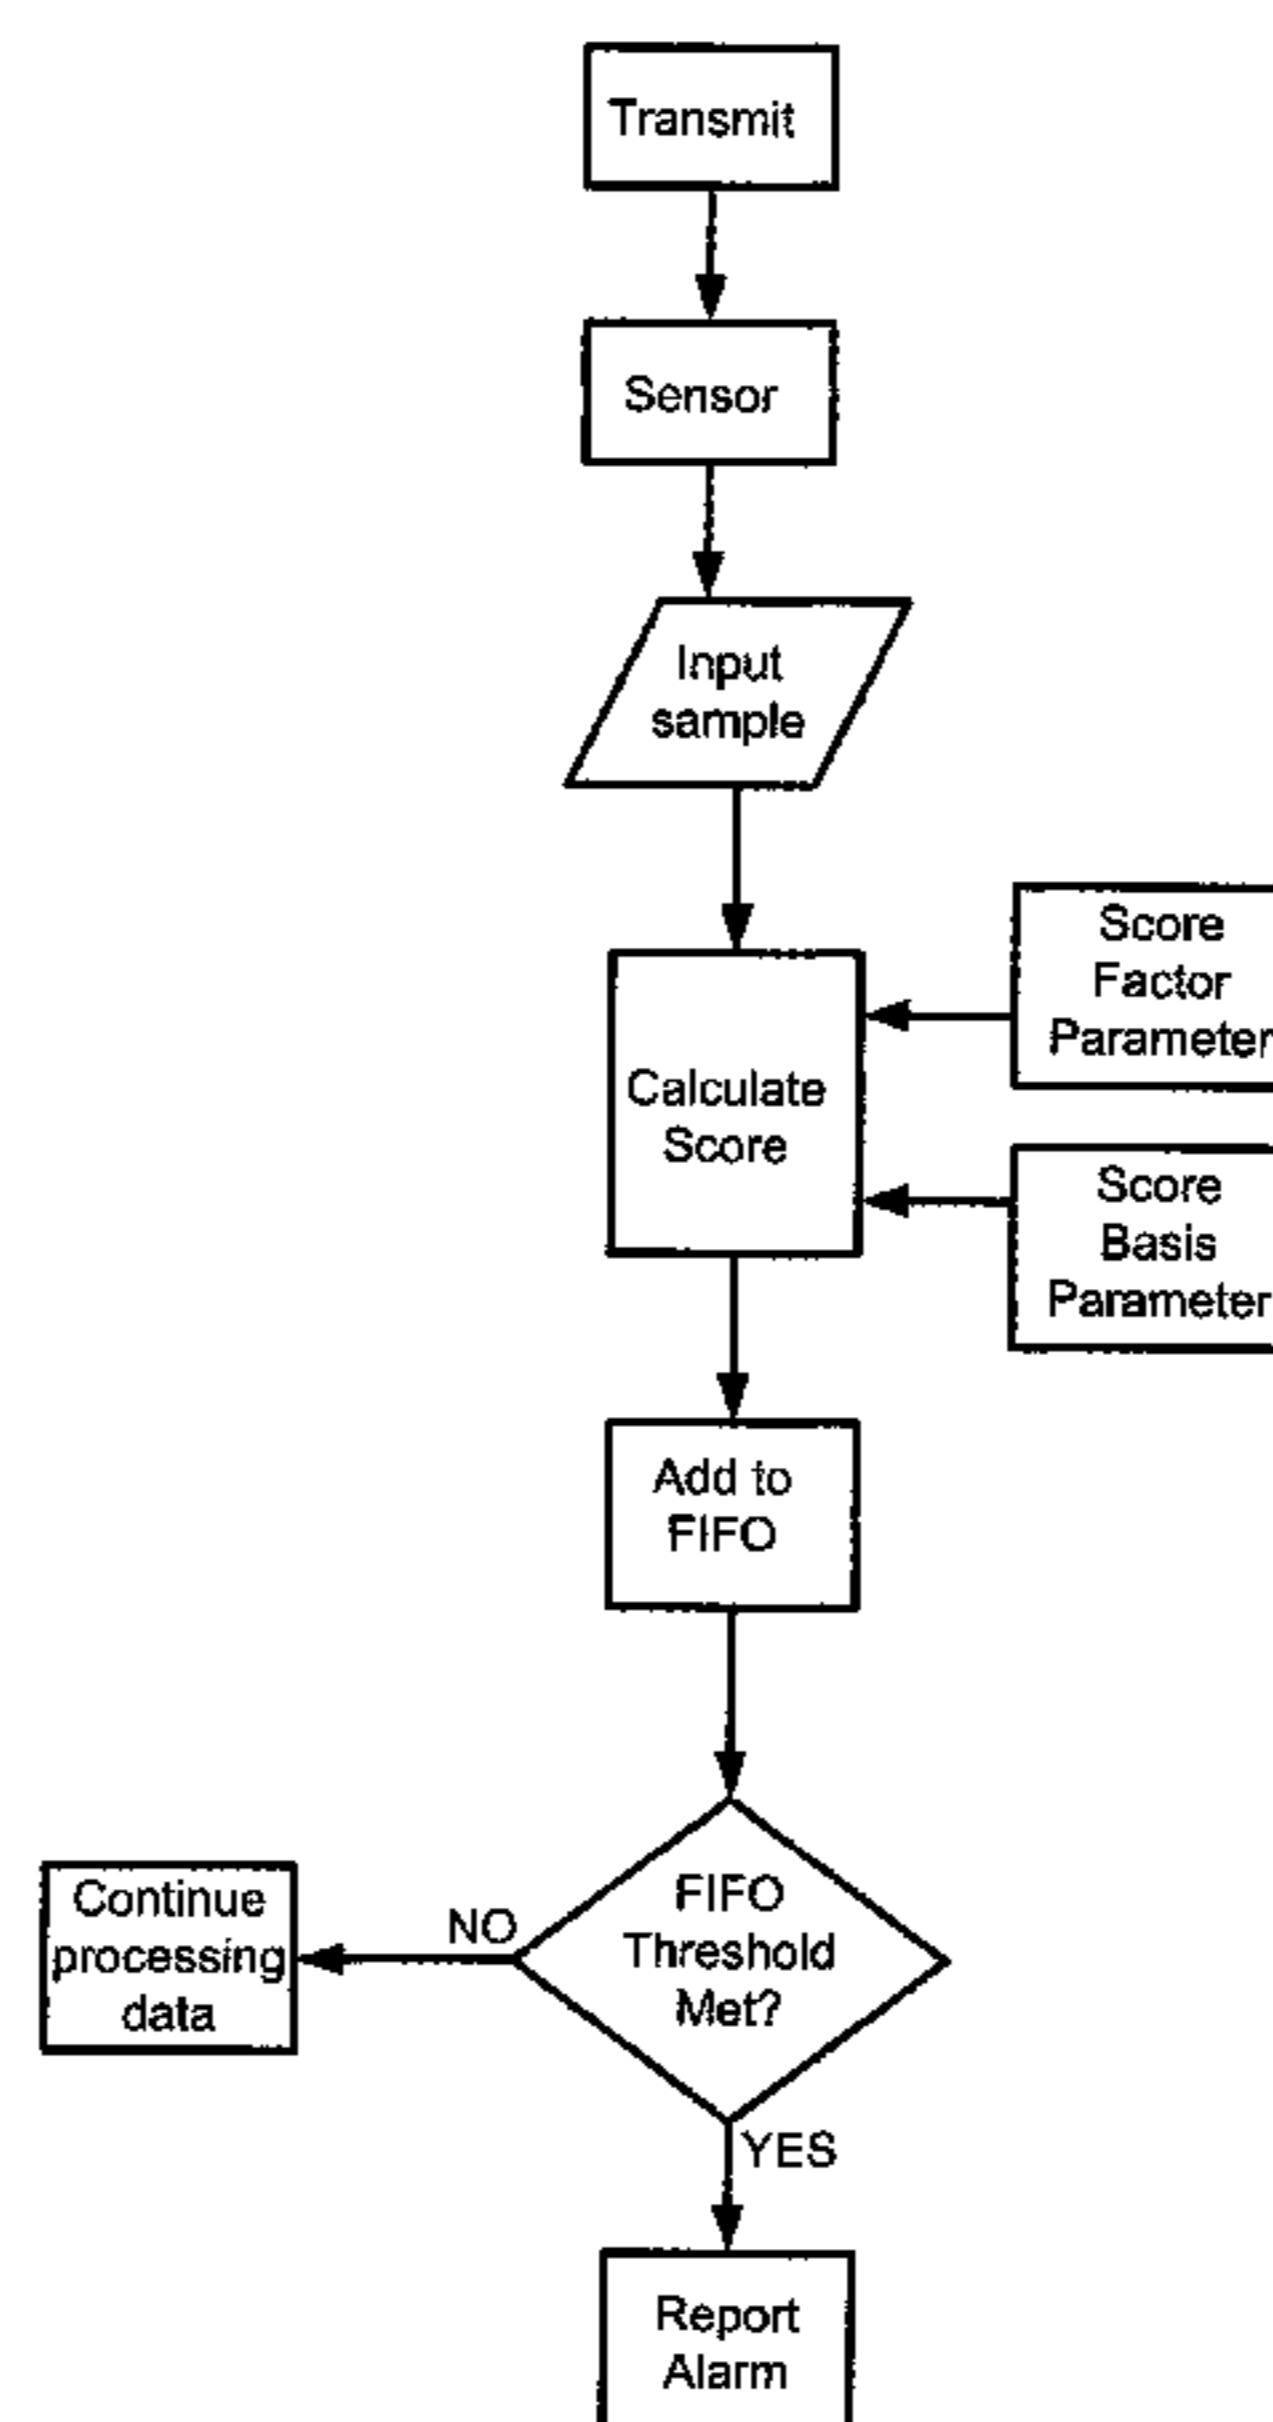 Transmit
Sensor
Input
sample
Score
Factor
Parameter
Calculate
Score
Score
Basis
Parameter
Add to
FIFO
Continue
processing
data
NO
FIFO
Threshold
Met?
YES
Report
Alarm